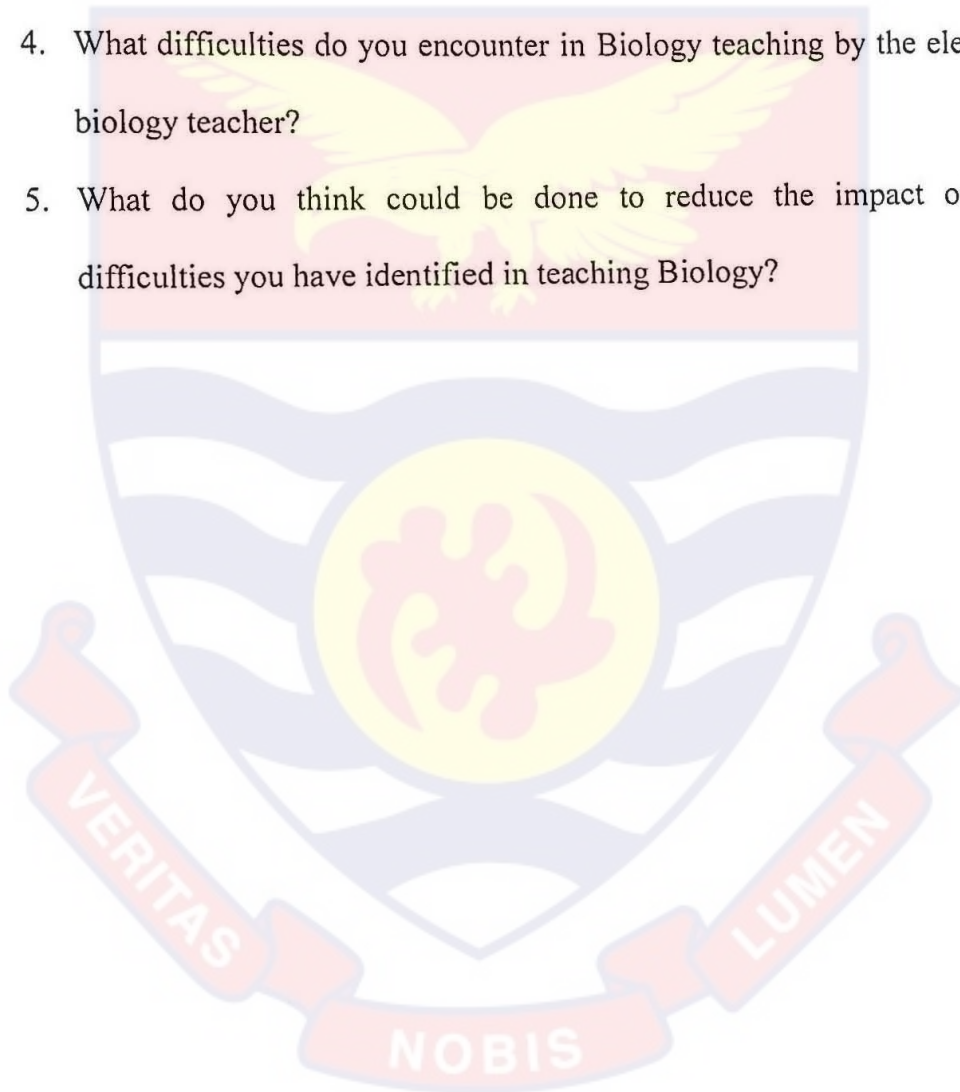 4. What difficulties do you encounter in Biology teaching by the
biology teacher?
5. What do you think could be done to reduce the impact
difficulties you have identified in teaching Biology?
VERITAS
NOBIS
LUMEN